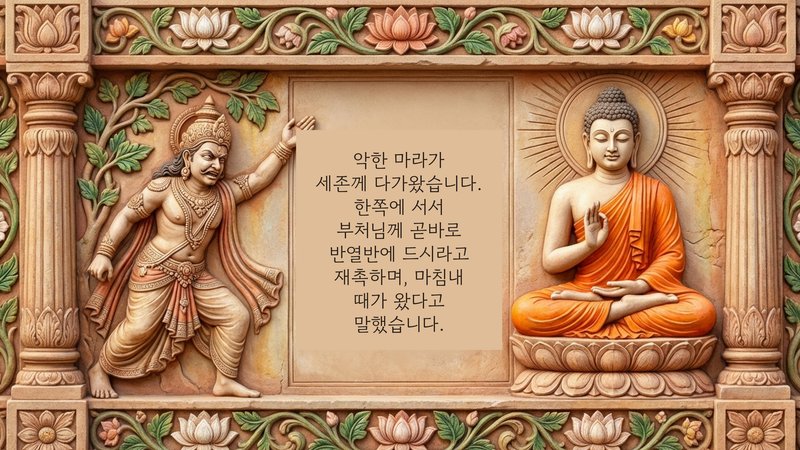 악한 마라가
세존께 다가왔습니다.
한쪽에 서서
부처님께 곧바로
반열반에 드시라고
재촉하며, 마침내
때가 왔다고
말했습니다.